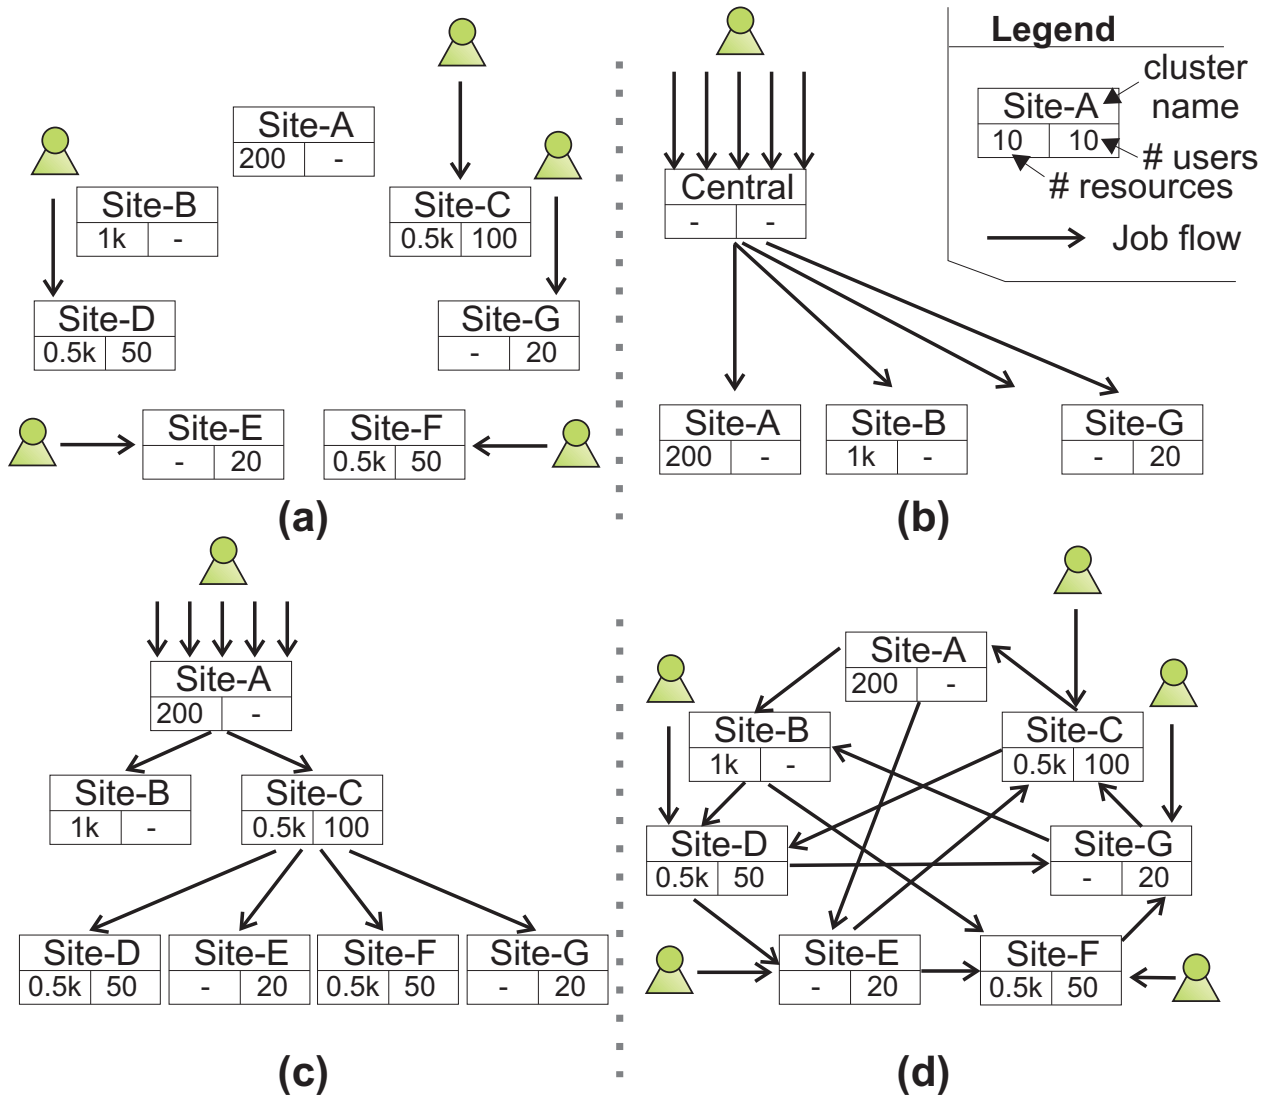 Site-A
200 -
Site-B
1k -
Site-C
0.5k 100
Site-D
0.5k 50
Site-G
- 20
Site-E
- 20
Site-F
0.5k 50
(a)
Central
- -
Site-A
200 -
Site-B
1k -
Site-G
- 20
(b)
Legend
cluster
name
Site-A
10 10
# users
# resources
Job flow
Site-A
200 -
Site-B
1k -
Site-C
0.5k 100
Site-D
0.5k 50
Site-E
- 20
Site-F
0.5k 50
Site-G
- 20
(c)
Site-A
200 -
Site-B
1k -
Site-C
0.5k 100
Site-D
0.5k 50
Site-G
- 20
Site-E
- 20
Site-F
0.5k 50
(d)